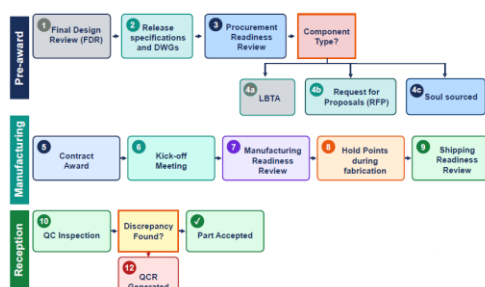 Pre-award
1
Final Design
Review (FDR)
2
Release
specifications
and DWGs
3
Procurement
Readiness
Review
Component
Type?
4a
LBTA
4b
Request for
Proposals (RFP)
4c
Soul sourced
Manufacturing
5
Contract
Award
6
Kick-off
Meeting
7
Manufacturing
Readiness
Review
8
Hold Points
during
fabrication
9
Shipping
Readiness
Review
Reception
10
QC Inspection
Discrepancy
Found?
✓
Part Accepted
12
QCR
Generated